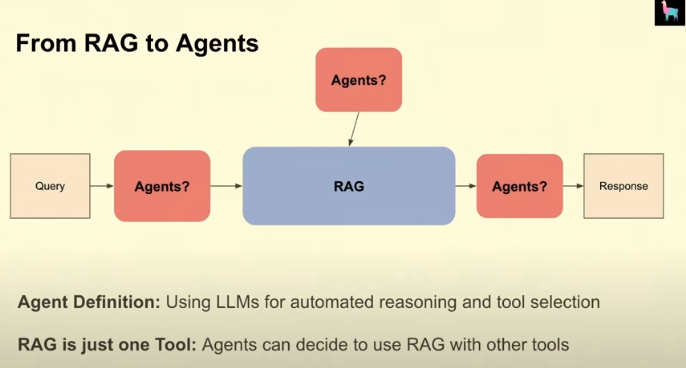 From RAG to Agents
Agents?
Query
Agents?
RAG
Agents?
Response
Agent Definition: Using LLMs for automated reasoning and tool selection
RAG is just one Tool: Agents can decide to use RAG with other tools